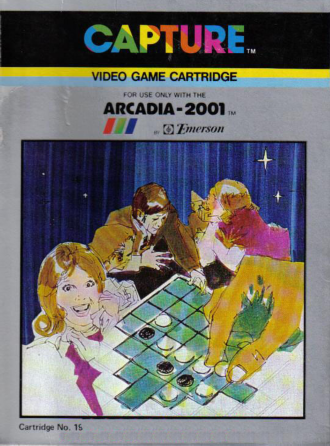 CAPTURE™
VIDEO GAME CARTRIDGE
FOR USE ONLY WITH THE
ARCADIA-2001™
BY Emerson
Cartridge No. 15